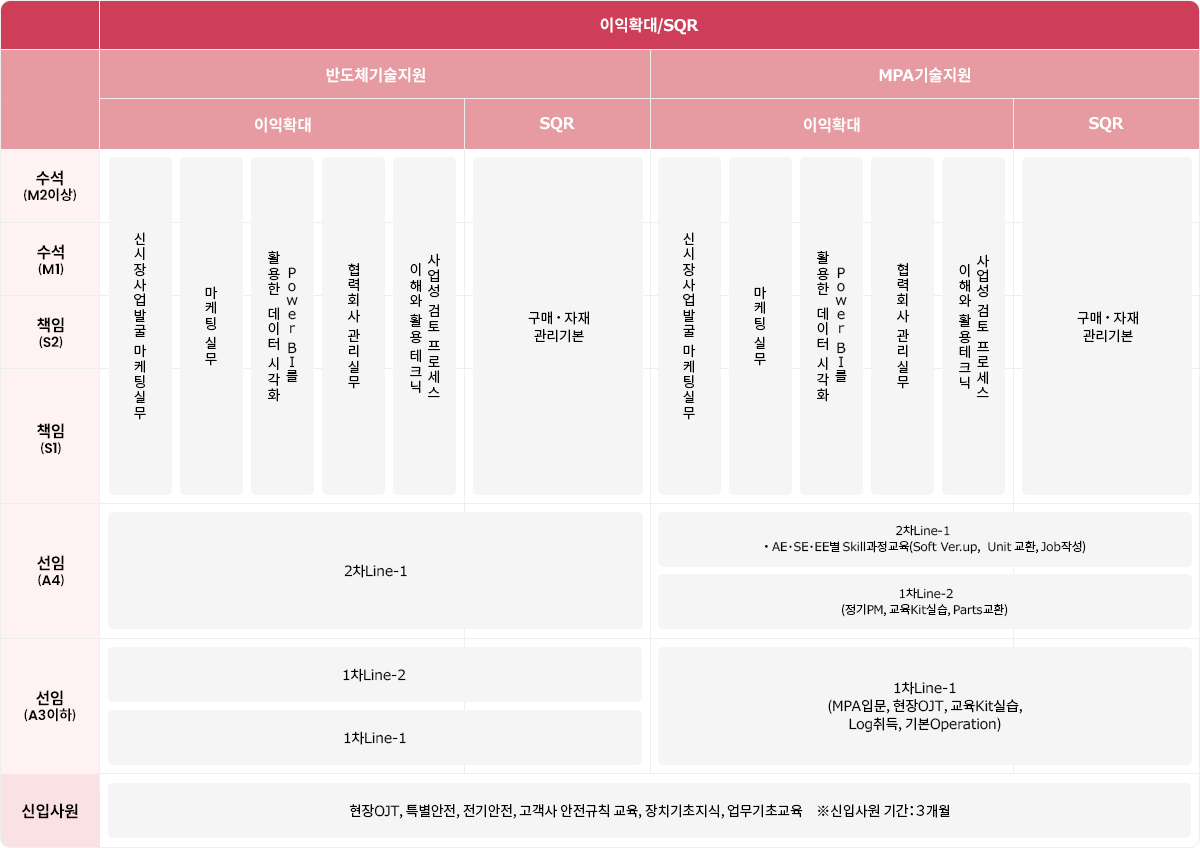 이익확대/SQR
반도체기술지원
MPA기술지원
이익확대
SQR
이익확대
SQR
수석
(M2이상)
수석
(M1)
책임
(S2)
책임
(S1)
신시장사업발굴 마케팅실무
마케팅 실무
Power BI를
활용한 데이터 시각화
협력회사 관리실무
사업성 검토 프로세스
이해와 활용 테크닉
구매·자재
관리기본
신시장사업발굴 마케팅실무
마케팅 실무
Power BI를
활용한 데이터 시각화
협력회사 관리실무
사업성 검토 프로세스
이해와 활용테크닉
구매·자재
관리기본
선임
(A4)
2차Line-1
2차Line-1
・AE·SE·EE별 Skill과정교육(Soft Ver.up, Unit 교환, Job작성)
1차Line-2
(정기PM, 교육Kit실습, Parts교환)
선임
(A3이하)
1차Line-2
1차Line-1
1차Line-1
(MPA입문, 현장OJT, 교육Kit실습,
Log취득, 기본Operation)
신입사원
현장OJT, 특별안전, 전기안전, 고객사 안전규칙 교육, 장치기초지식, 업무기초교육 ※신입사원 기간 : 3개월